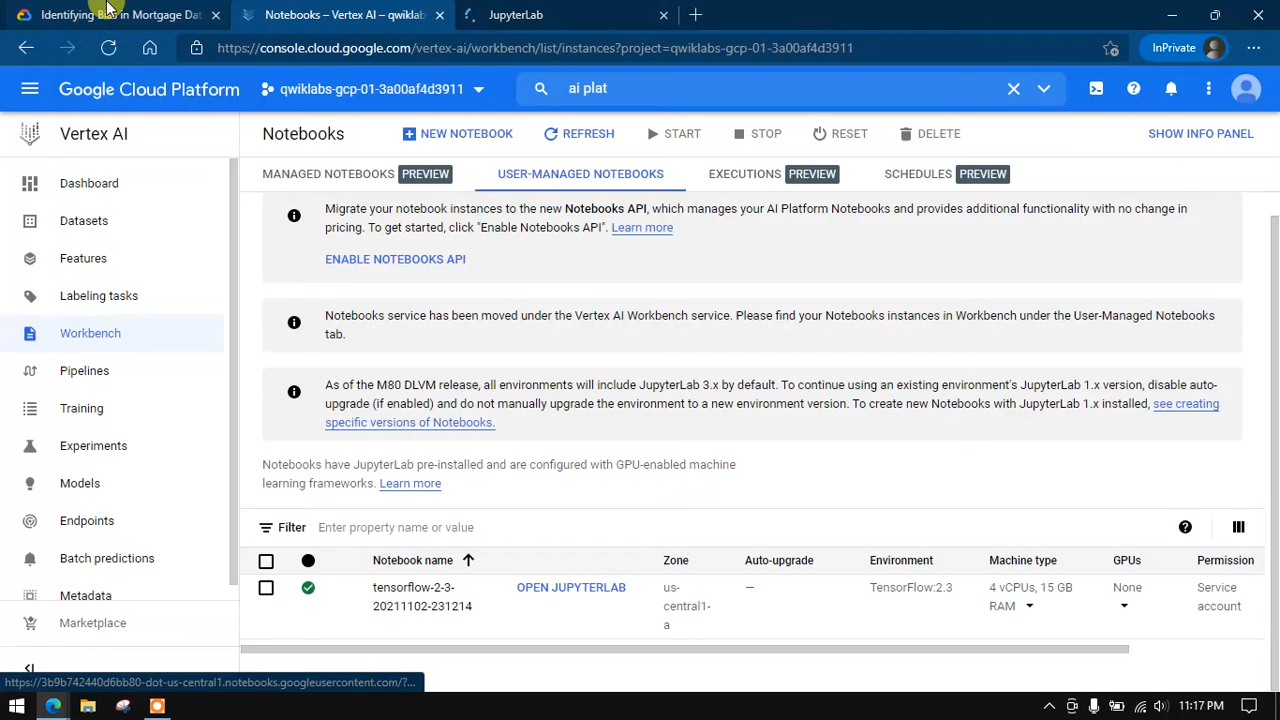 Identifying Bias in Mortgage Dat
Notebooks – Vertex AI – qwiklab
JupyterLab
https://console.cloud.google.com/vertex-ai/workbench/list/instances?project=qwiklabs-gcp-01-3a00af4d3911
InPrivate
Google Cloud Platform
qwiklabs-gcp-01-3a00af4d3911
ai plat
Vertex AI
Notebooks
NEW NOTEBOOK
REFRESH
START
STOP
RESET
DELETE
SHOW INFO PANEL
MANAGED NOTEBOOKS PREVIEW
USER-MANAGED NOTEBOOKS
EXECUTIONS PREVIEW
SCHEDULES PREVIEW
Dashboard
Datasets
Features
Labeling tasks
Workbench
Pipelines
Training
Experiments
Models
Endpoints
Batch predictions
Metadata
Marketplace
Migrate your notebook instances to the new Notebooks API, which manages your AI Platform Notebooks and provides additional functionality with no change in
pricing. To get started, click "Enable Notebooks API". Learn more
ENABLE NOTEBOOKS API
Notebooks service has been moved under the Vertex AI Workbench service. Please find your Notebooks instances in Workbench under the User-Managed Notebooks
tab.
As of the M80 DLVM release, all environments will include JupyterLab 3.x by default. To continue using an existing environment's JupyterLab 1.x version, disable auto-
upgrade (if enabled) and do not manually upgrade the environment to a new environment version. To create new Notebooks with JupyterLab 1.x installed, see creating
specific versions of Notebooks.
Notebooks have JupyterLab pre-installed and are configured with GPU-enabled machine
learning frameworks. Learn more
Filter Enter property name or value
Notebook name
Zone
Auto-upgrade
Environment
Machine type
GPUs
Permission
tensorflow-2-3-
20211102-231214
OPEN JUPYTERLAB
us-
central1-
a
—
TensorFlow:2.3
4 vCPUs, 15 GB
RAM
None
Service
account
https://3b9b742440d6bb80-dot-us-central1.notebooks.googleusercontent.com/?...
11:17 PM